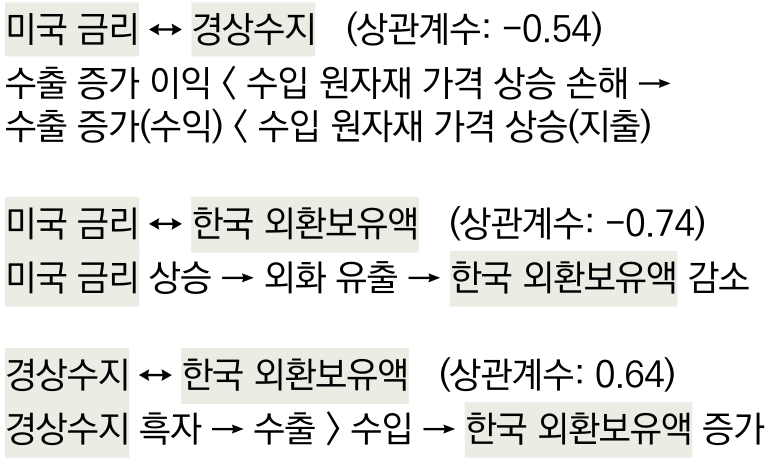 미국 금리 ↔ 경상수지 (상관계수: −0.54)
수출 증가 이익 〈 수입 원자재 가격 상승 손해 →
수출 증가(수익) 〈 수입 원자재 가격 상승(지출)
미국 금리 ↔ 한국 외환보유액 (상관계수: −0.74)
미국 금리 상승 → 외화 유출 → 한국 외환보유액 감소
경상수지 ↔ 한국 외환보유액 (상관계수: 0.64)
경상수지 흑자 → 수출 〉 수입 → 한국 외환보유액 증가